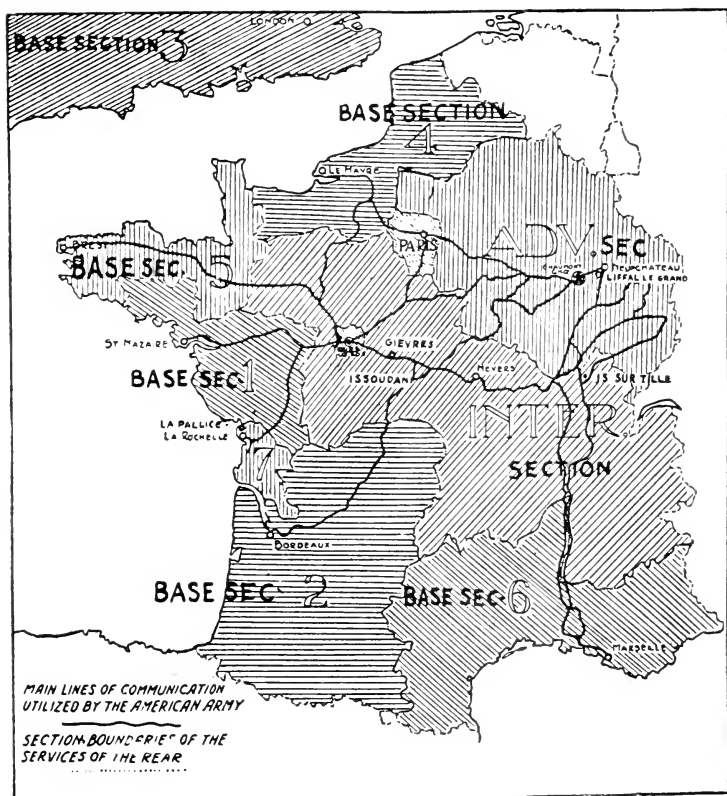 LONDON
BASE SECTION 3
BASE SECTION
4
LE HAVRE
PARIS
ADV. SEC
BREST
BASE SEC. 5
NEUFCHATEAU
LIFFAL LE GRAND
ST NAZAIRE
GIÈVRES
ISSOUDAN
NEVERS
IS SUR TILLE
BASE SEC. 1
LA PALLICE
LA ROCHELLE
7
INTER.
SECTION
BORDEAUX
BASE SEC. 2
BASE SEC. 6
MARSEILLE
MAIN LINES OF COMMUNICATION
UTILIZED BY THE AMERICAN ARMY
SECTION BOUNDARIES OF THE
SERVICES OF THE REAR